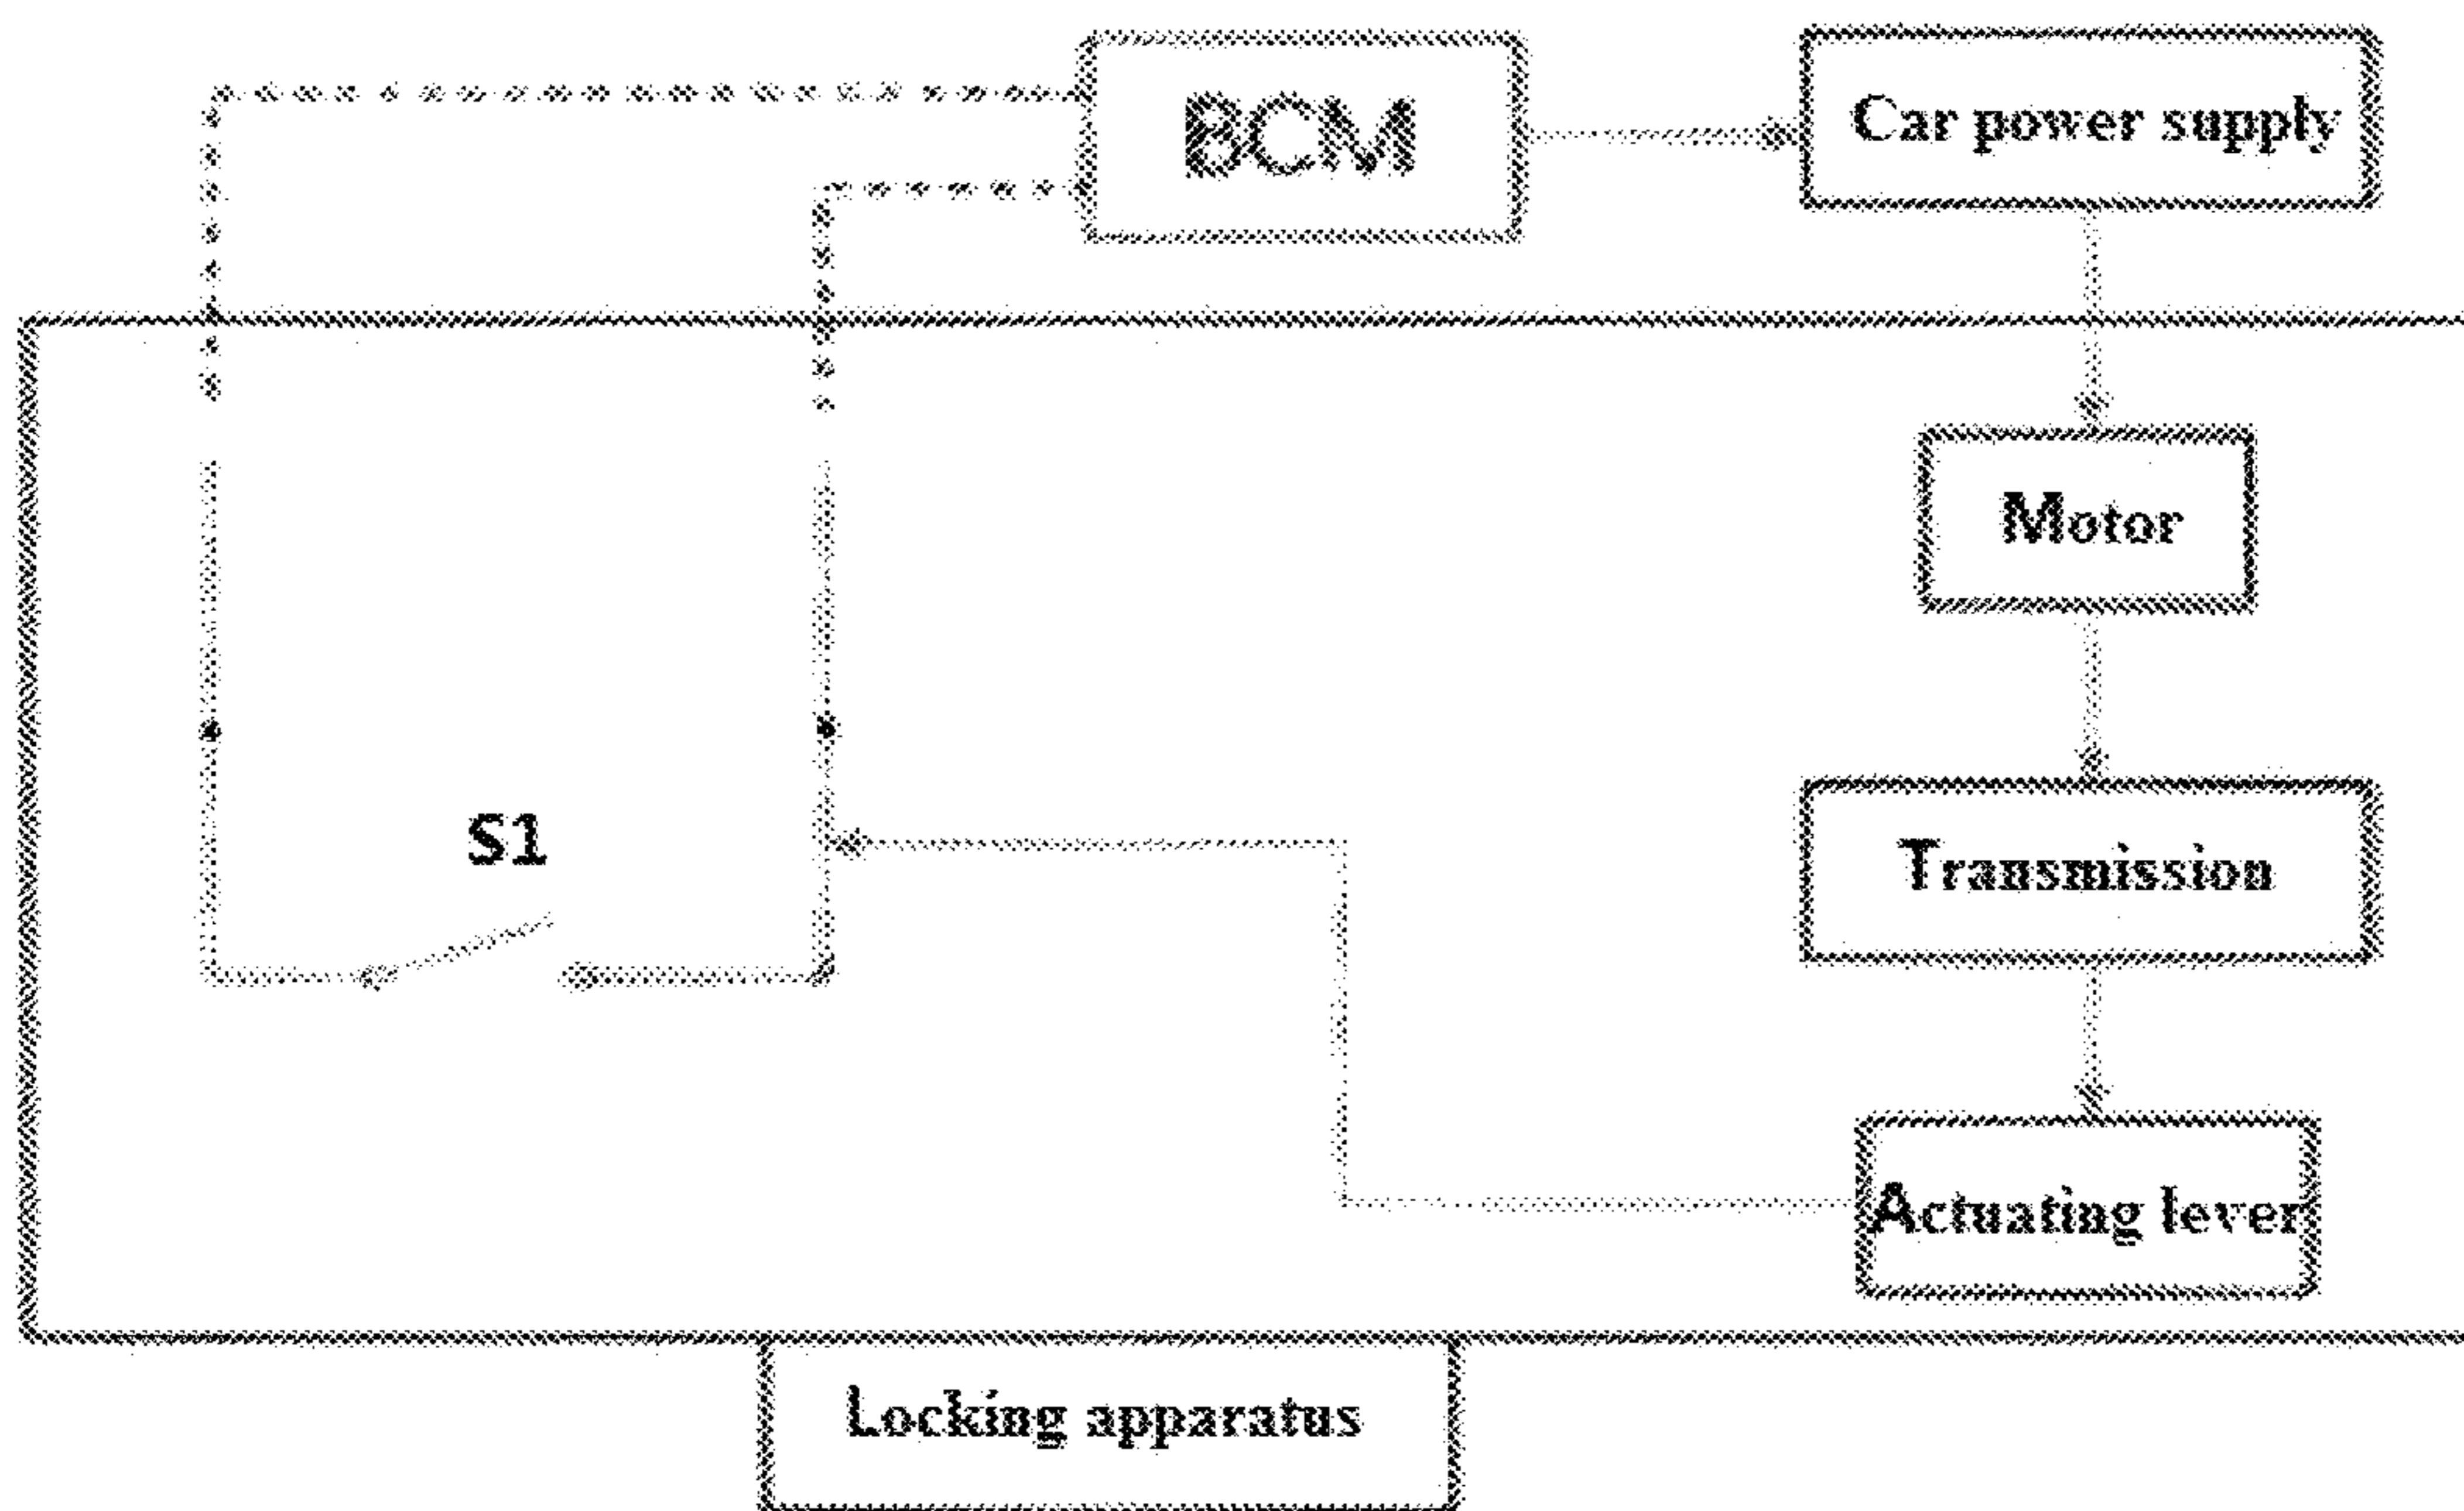 BCM
Car power supply
Motor
S1
Transmission
Actuating lever
Locking apparatus